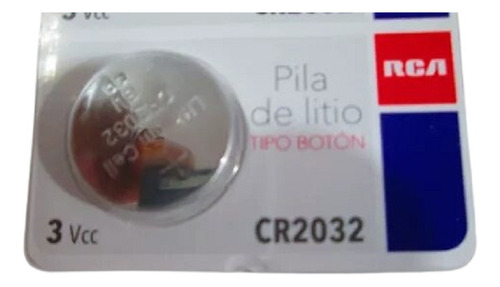 3 Vcc
RCA
Pila
de litio
TIPO BOTÓN
3 Vcc
CR2032